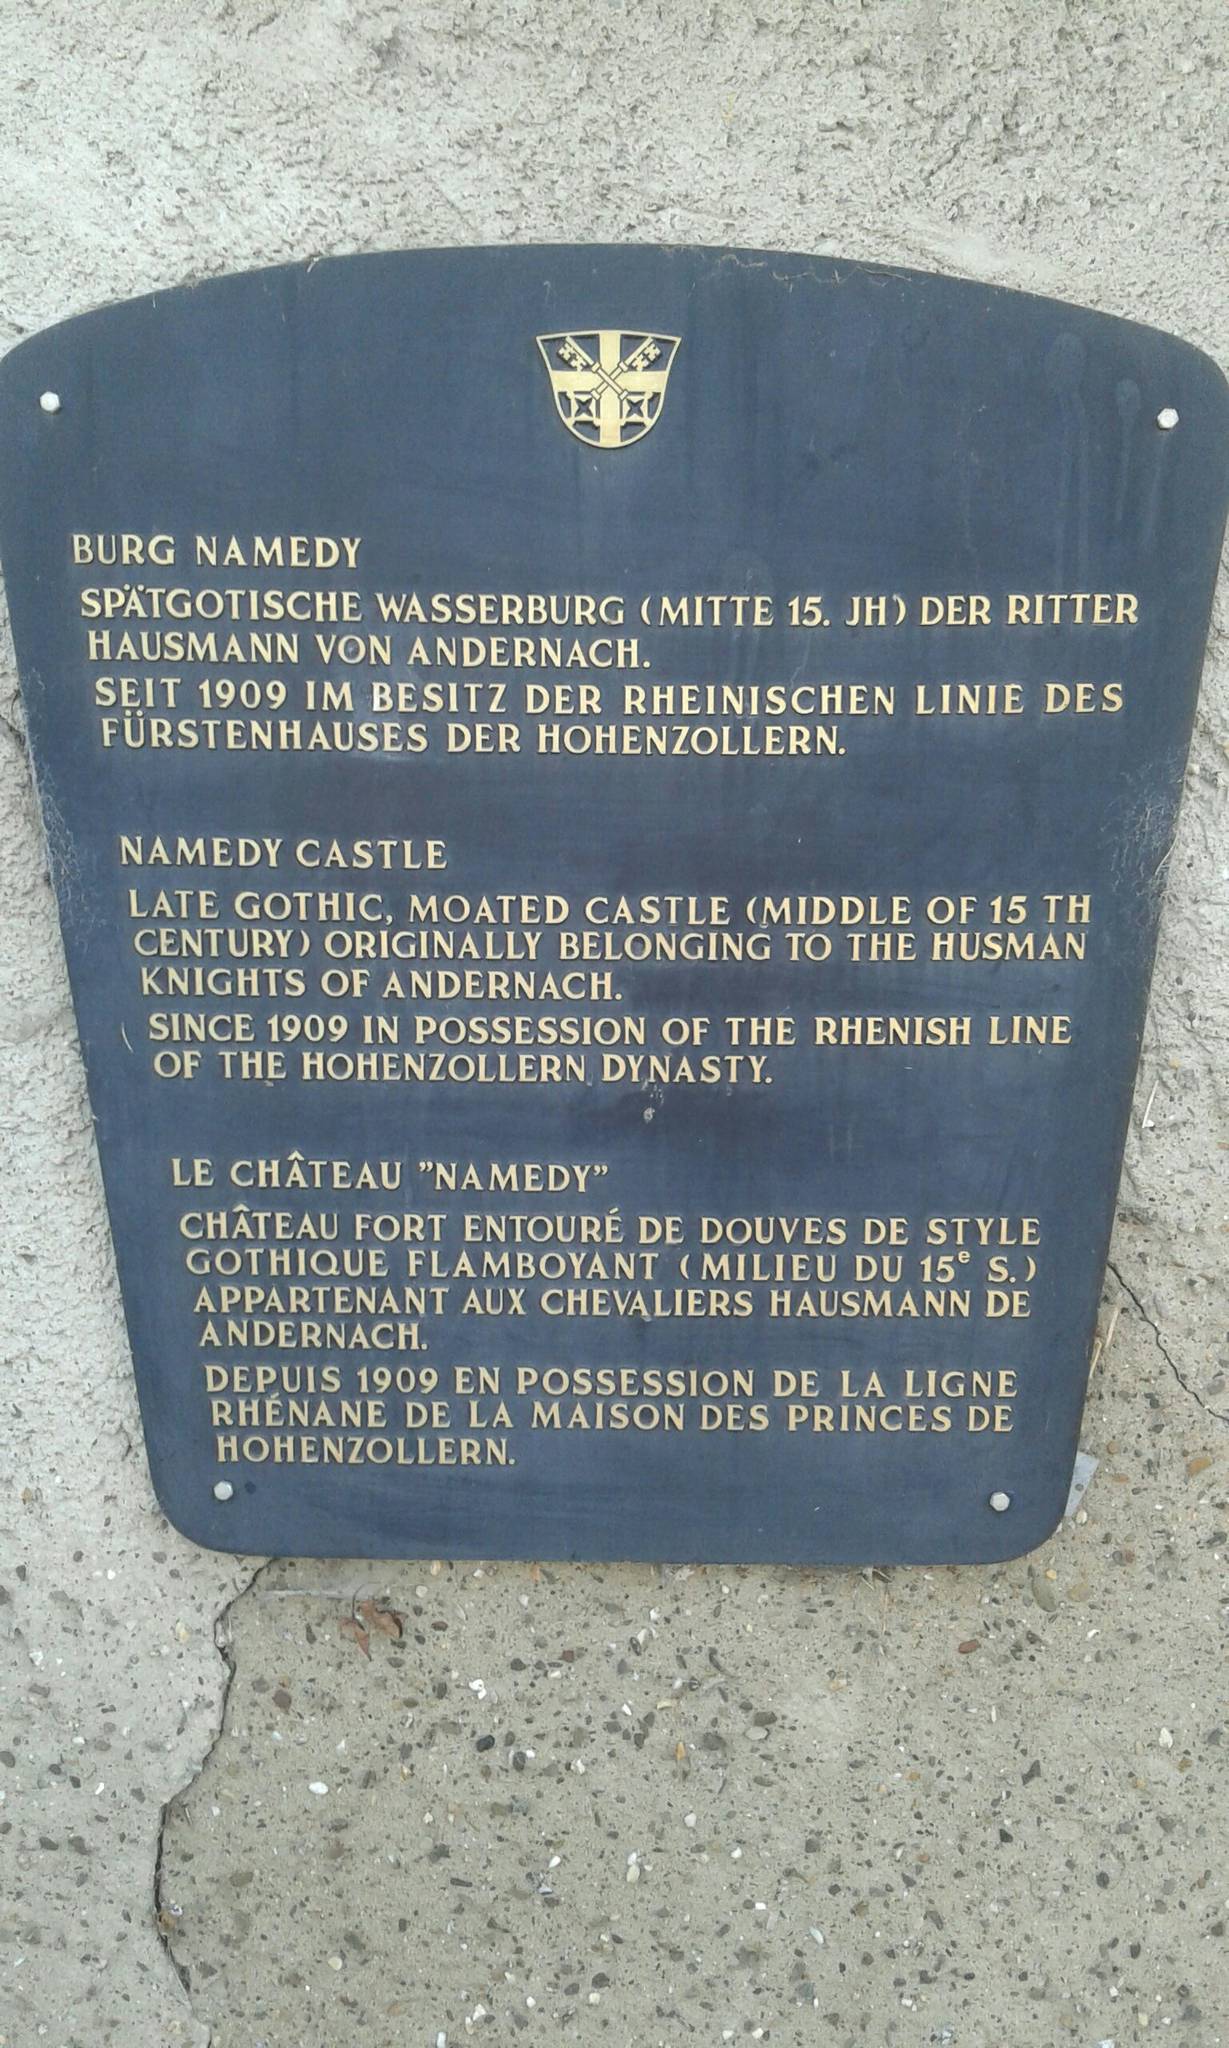 BURG NAMEDY
SPÄTGOTISCHE WASSERBURG (MITTE 15. JH) DER RITTER
HAUSMANN VON ANDERNACH.
SEIT 1909 IM BESITZ DER RHEINISCHEN LINIE DES
FÜRSTENHAUSES DER HOHENZOLLERN.
NAMEDY CASTLE
LATE GOTHIC, MOATED CASTLE (MIDDLE OF 15 TH
CENTURY) ORIGINALLY BELONGING TO THE HUSMAN
KNIGHTS OF ANDERNACH.
SINCE 1909 IN POSSESSION OF THE RHENISH LINE
OF THE HOHENZOLLERN DYNASTY.
LE CHÂTEAU ”NAMEDY”
CHÂTEAU FORT ENTOURÉ DE DOUVES DE STYLE
GOTHIQUE FLAMBOYANT (MILIEU DU 15e S.)
APPARTENANT AUX CHEVALIERS HAUSMANN DE
ANDERNACH.
DEPUIS 1909 EN POSSESSION DE LA LIGNE
RHÉNANE DE LA MAISON DES PRINCES DE
HOHENZOLLERN.